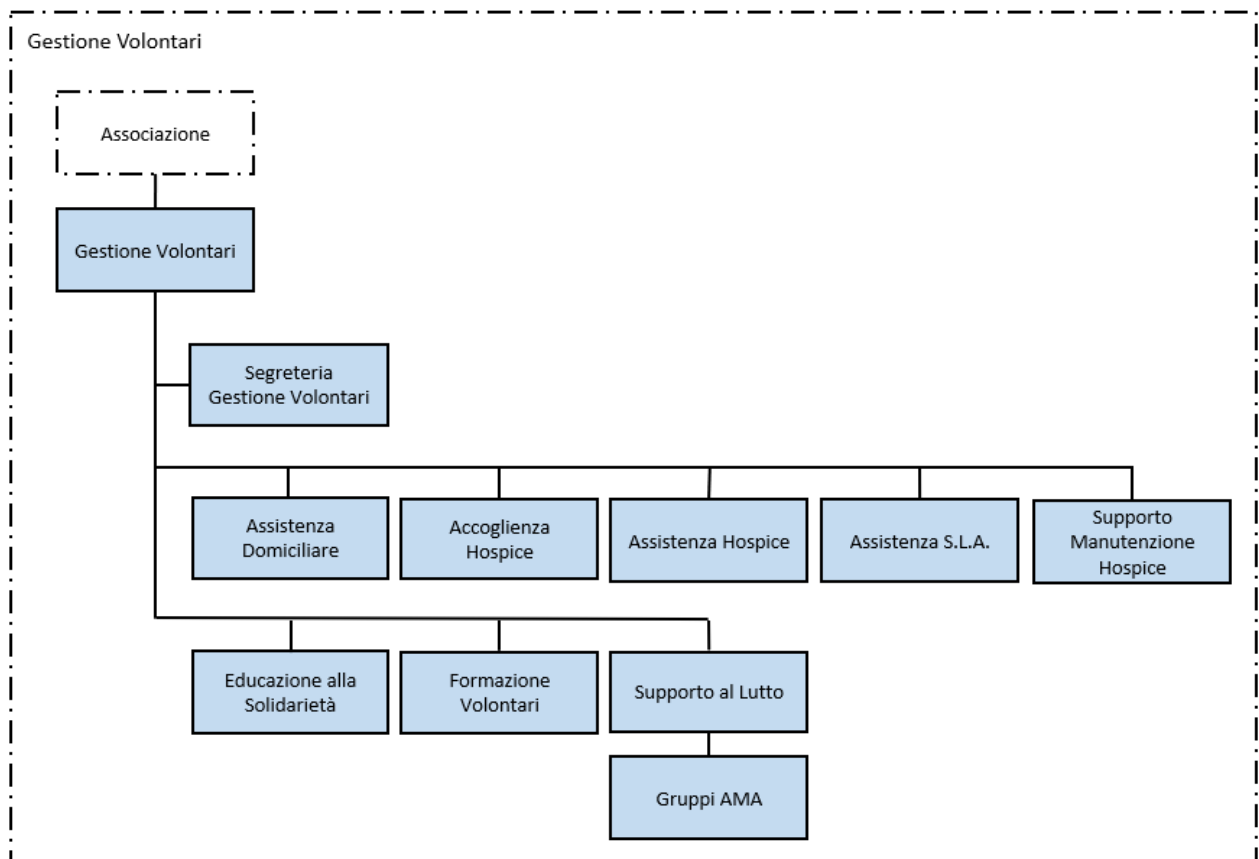 Gestione Volontari
Associazione
Gestione Volontari
Segreteria
Gestione Volontari
Assistenza
Domiciliare
Accoglienza
Hospice
Assistenza Hospice
Assistenza S.L.A.
Supporto
Manutenzione
Hospice
Educazione alla
Solidarietà
Formazione
Volontari
Supporto al Lutto
Gruppi AMA